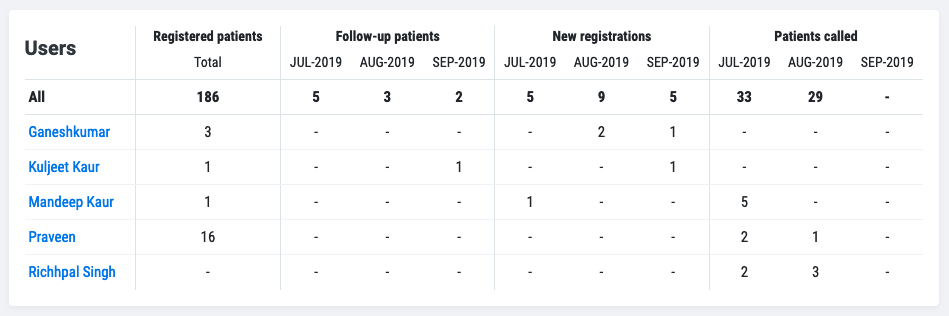 Users Registered patients Follow-up patients New registrations Patients called
Total JUL-2019 AUG-2019 SEP-2019 JUL-2019 AUG-2019 SEP-2019 JUL-2019 AUG-2019 SEP-2019
All 186 5 3 2 5 9 5 33 29 -
Ganeshkumar 3 - - - - 2 1 - - -
Kuljeet Kaur 1 - - 1 - - 1 - - -
Mandeep Kaur 1 - - - 1 - - 5 - -
Praveen 16 - - - - - - 2 1 -
Richhpal Singh - - - - - - - 2 3 -